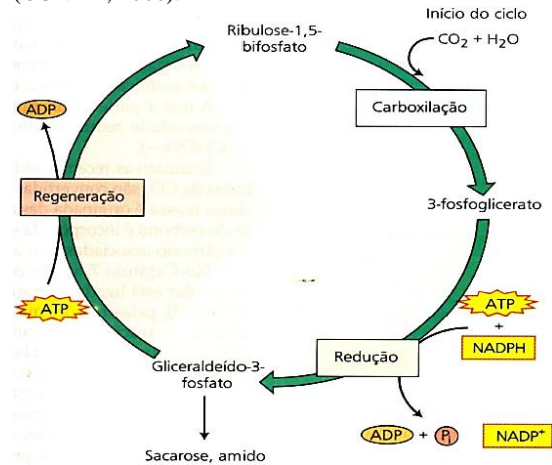 Início do ciclo
CO₂ + H₂O
Ribulose-1,5-
bifosfato
Carboxilação
3-fosfoglicerato
ATP
+
NADPH
Redução
ADP + Pi NADP⁺
Gliceraldeído-3-
fosfato
Sacarose, amido
ATP
Regeneração
ADP